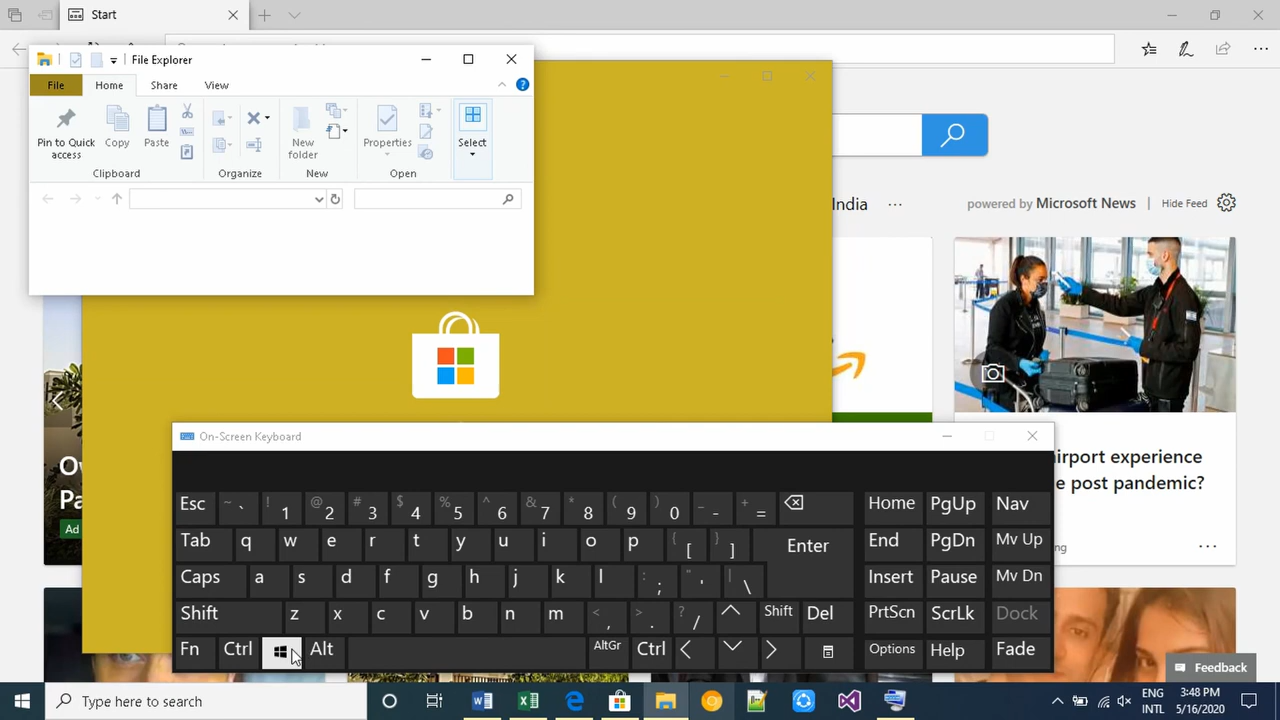 Start
File Explorer
File Home Share View
Pin to Quick access
Copy
Paste
New folder
Properties
Select
Clipboard Organize New Open
India ... powered by Microsoft News | Hide Feed
irport experience
e post pandemic?
Ad
ng
On-Screen Keyboard
Esc ~ ` ! 1 @ 2 # 3 $ 4 % 5 ^ 6 & 7 * 8 ( 9 ) 0 _ - + = Home PgUp Nav
Tab q w e r t y u i o p { [ } ] Enter End PgDn Mv Up
Caps a s d f g h j k l : ; " ' | \ Insert Pause Mv Dn
Shift z x c v b n m < , > . ? / Shift Del PrtScn ScrLk Dock
Fn Ctrl Alt AltGr Ctrl Options Help Fade
Feedback
Type here to search
ENG
INTL
3:48 PM
5/16/2020